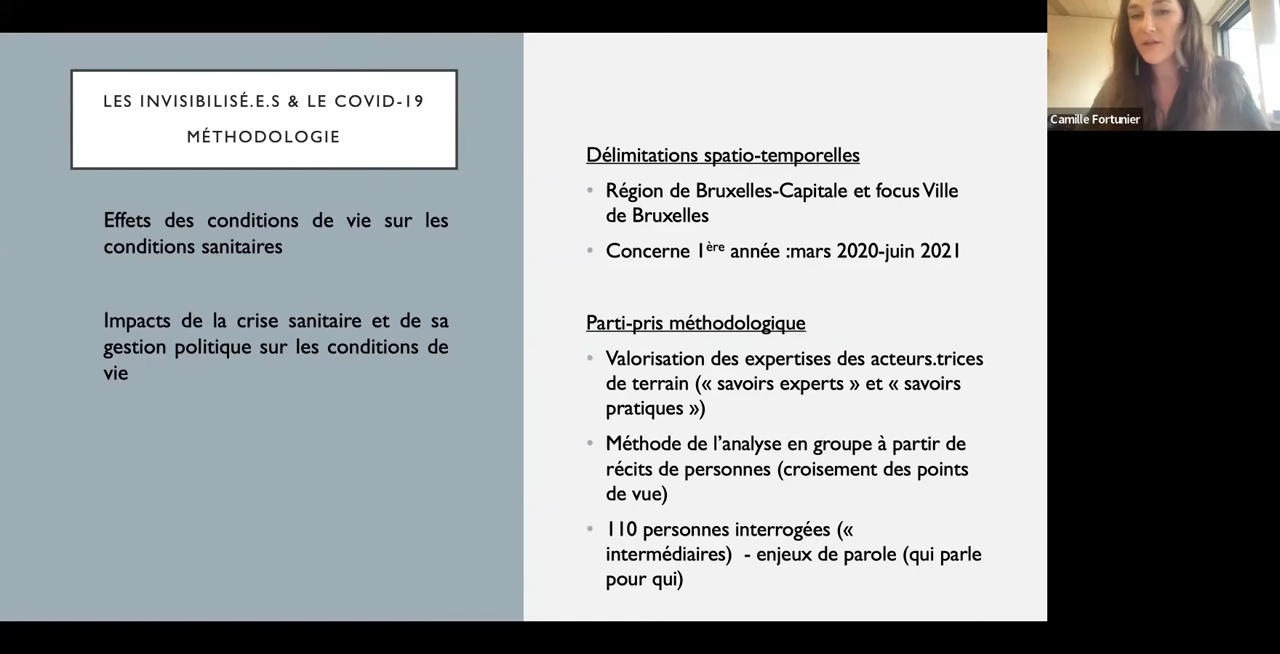 LES INVISIBILISÉ.E.S & LE COVID-19
MÉTHODOLOGIE
Effets des conditions de vie sur les
conditions sanitaires
Impacts de la crise sanitaire et de sa
gestion politique sur les conditions de
vie
Délimitations spatio-temporelles
• Région de Bruxelles-Capitale et focus Ville
de Bruxelles
• Concerne 1ère année :mars 2020-juin 2021
Parti-pris méthodologique
• Valorisation des expertises des acteurs.trices
de terrain (« savoirs experts » et « savoirs
pratiques »)
• Méthode de l’analyse en groupe à partir de
récits de personnes (croisement des points
de vue)
• 110 personnes interrogées («
intermédiaires) - enjeux de parole (qui parle
pour qui)
Camille Fortunier